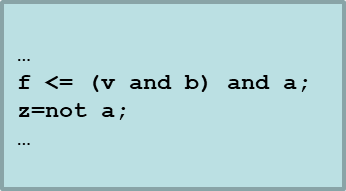 ...
f <= (v and b) and a;
z=not a;
...